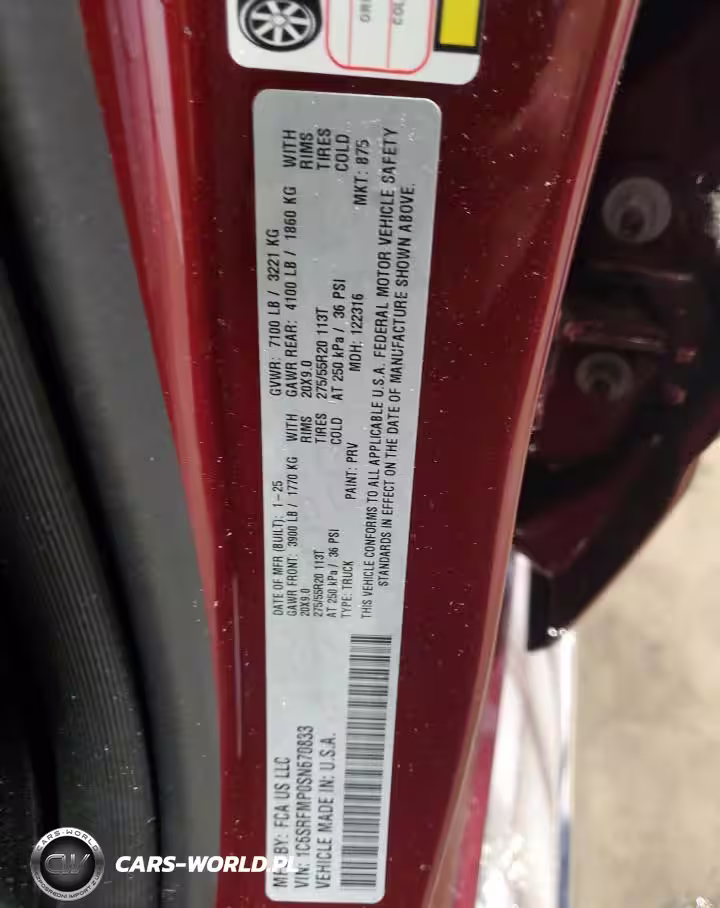 MFD BY: FCA US LLC
DATE OF MFR (BUILT): 1-25
GVWR: 7100 LB / 3221 KG
GAWR FRONT: 3900 LB / 1770 KG WITH
20X9.0 RIMS
275/55R20 113T TIRES
AT 250 kPa / 36 PSI COLD
GAWR REAR: 4100 LB / 1860 KG WITH
20X9.0 RIMS
275/55R20 113T TIRES
AT 250 kPa / 36 PSI COLD
VIN: 1C6SRFMP0SN570833
TYPE: TRUCK
PAINT: PRV
MDH: 122316
MKT: 875
VEHICLE MADE IN: U.S.A.
THIS VEHICLE CONFORMS TO ALL APPLICABLE U.S.A. FEDERAL MOTOR VEHICLE SAFETY
STANDARDS IN EFFECT ON THE DATE OF MANUFACTURE SHOWN ABOVE.
CARS-WORLD
CW
CARS-WORLD.PL